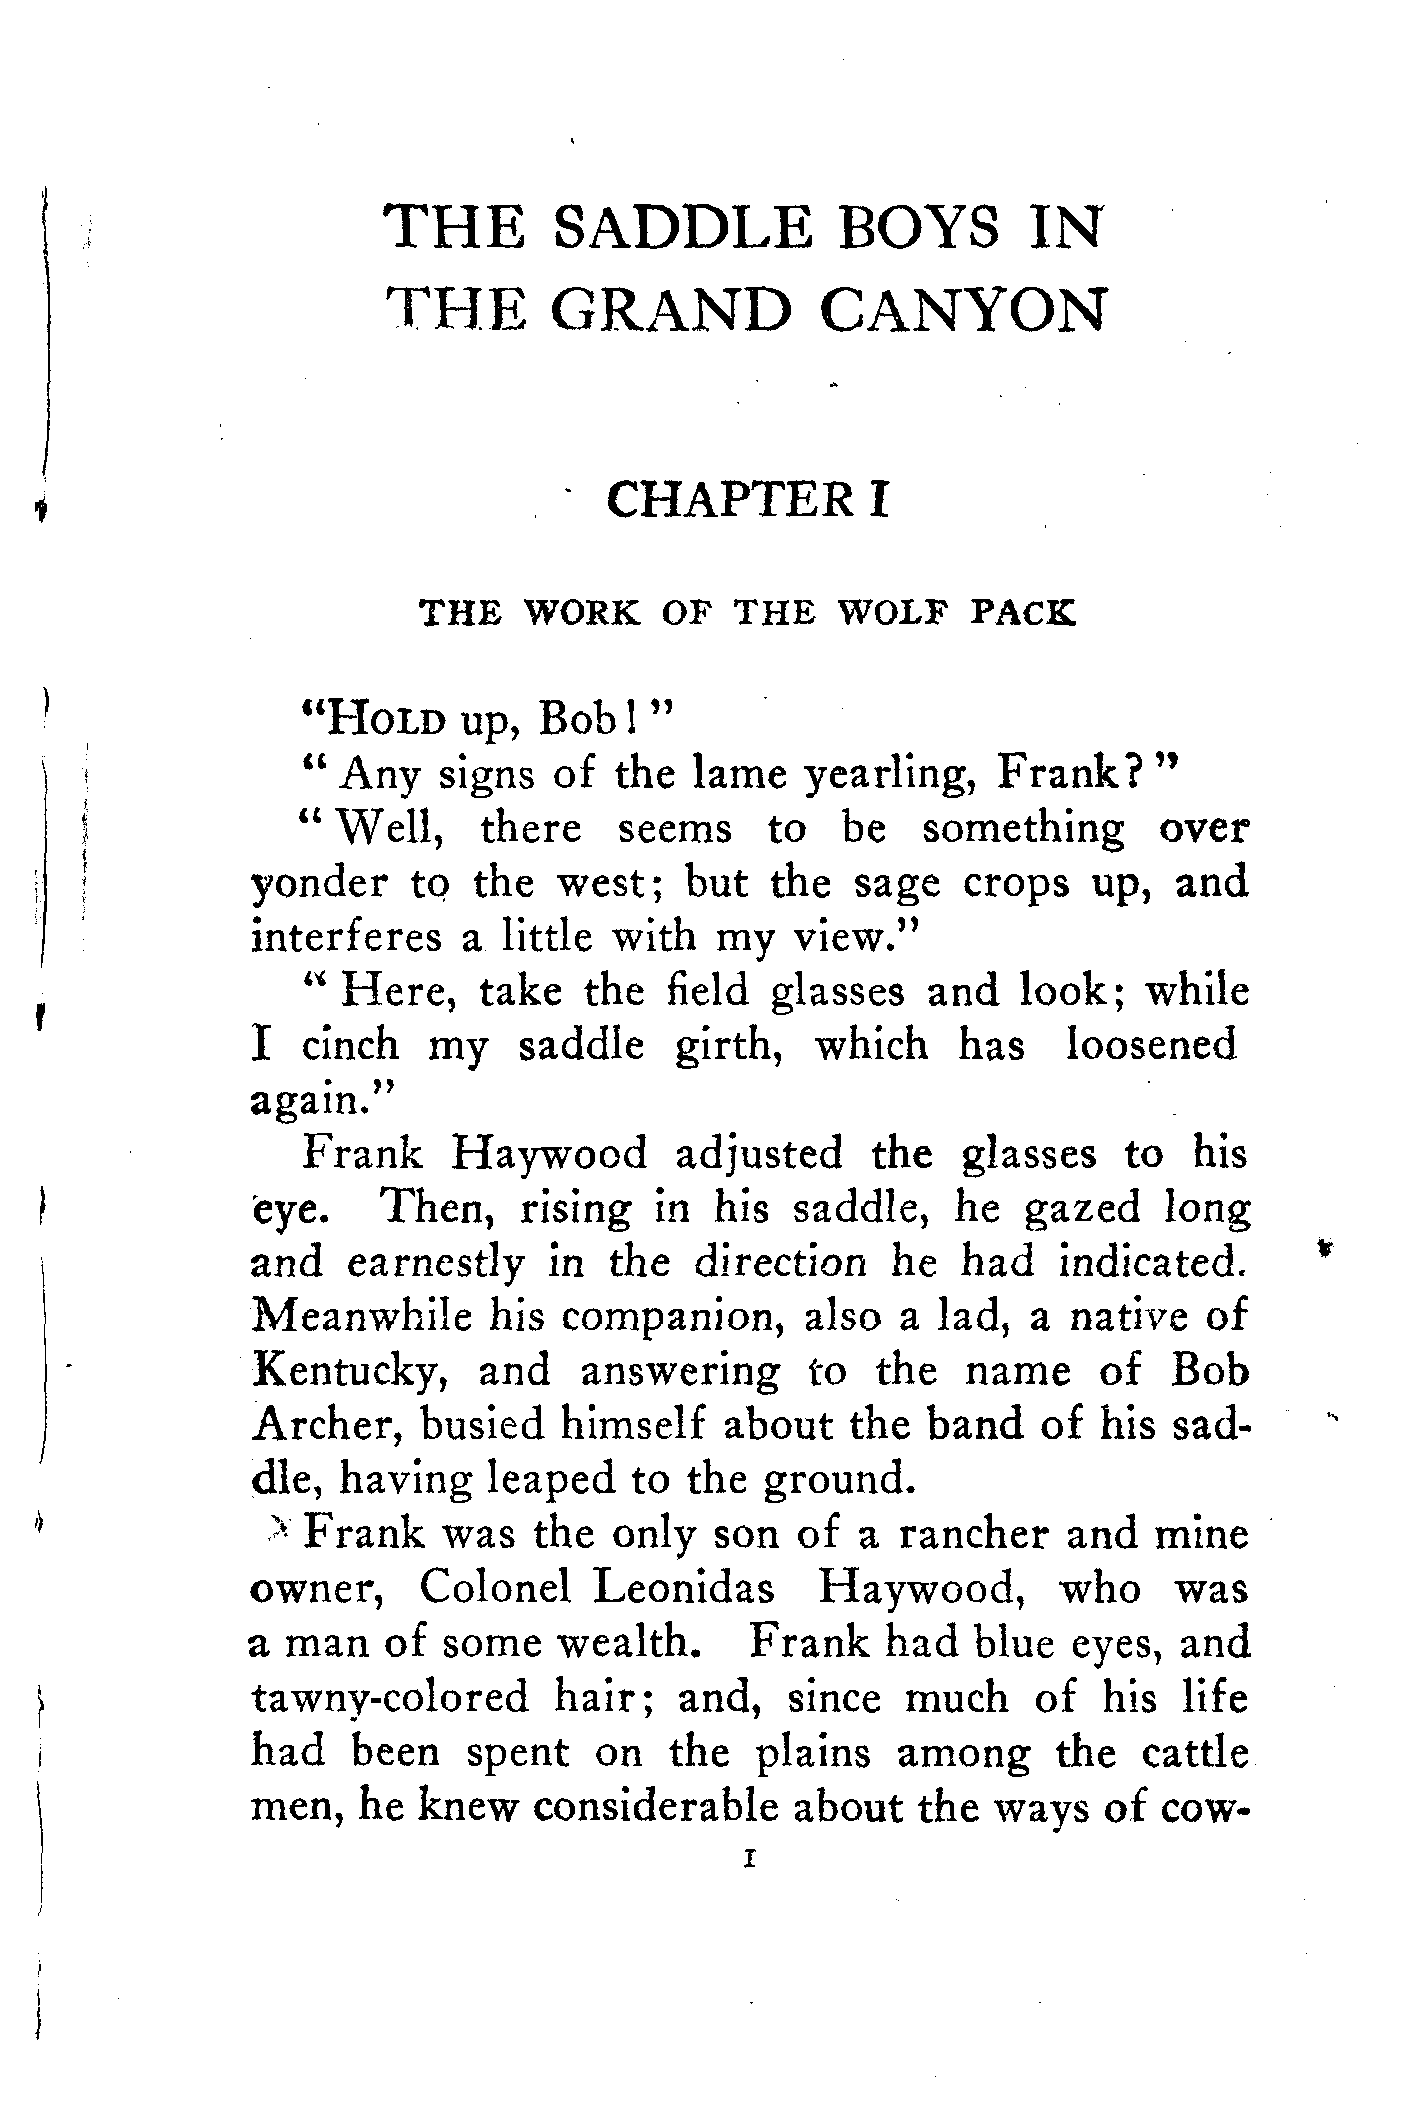 THE SADDLE BOYS IN
THE GRAND CANYON
CHAPTER I
THE WORK OF THE WOLF PACK
"HOLD up, Bob!"
"Any signs of the lame yearling, Frank?"
"Well, there seems to be something over
yonder to the west; but the sage crops up, and
interferes a little with my view."
"Here, take the field glasses and look; while
I cinch my saddle girth, which has loosened
again."
Frank Haywood adjusted the glasses to his
eye. Then, rising in his saddle, he gazed long
and earnestly in the direction he had indicated.
Meanwhile his companion, also a lad, a native of
Kentucky, and answering to the name of Bob
Archer, busied himself about the band of his sad-
dle, having leaped to the ground.
Frank was the only son of a rancher and mine
owner, Colonel Leonidas Haywood, who was
a man of some wealth. Frank had blue eyes, and
tawny-colored hair; and, since much of his life
had been spent on the plains among the cattle
men, he knew considerable about the ways of cow-
1